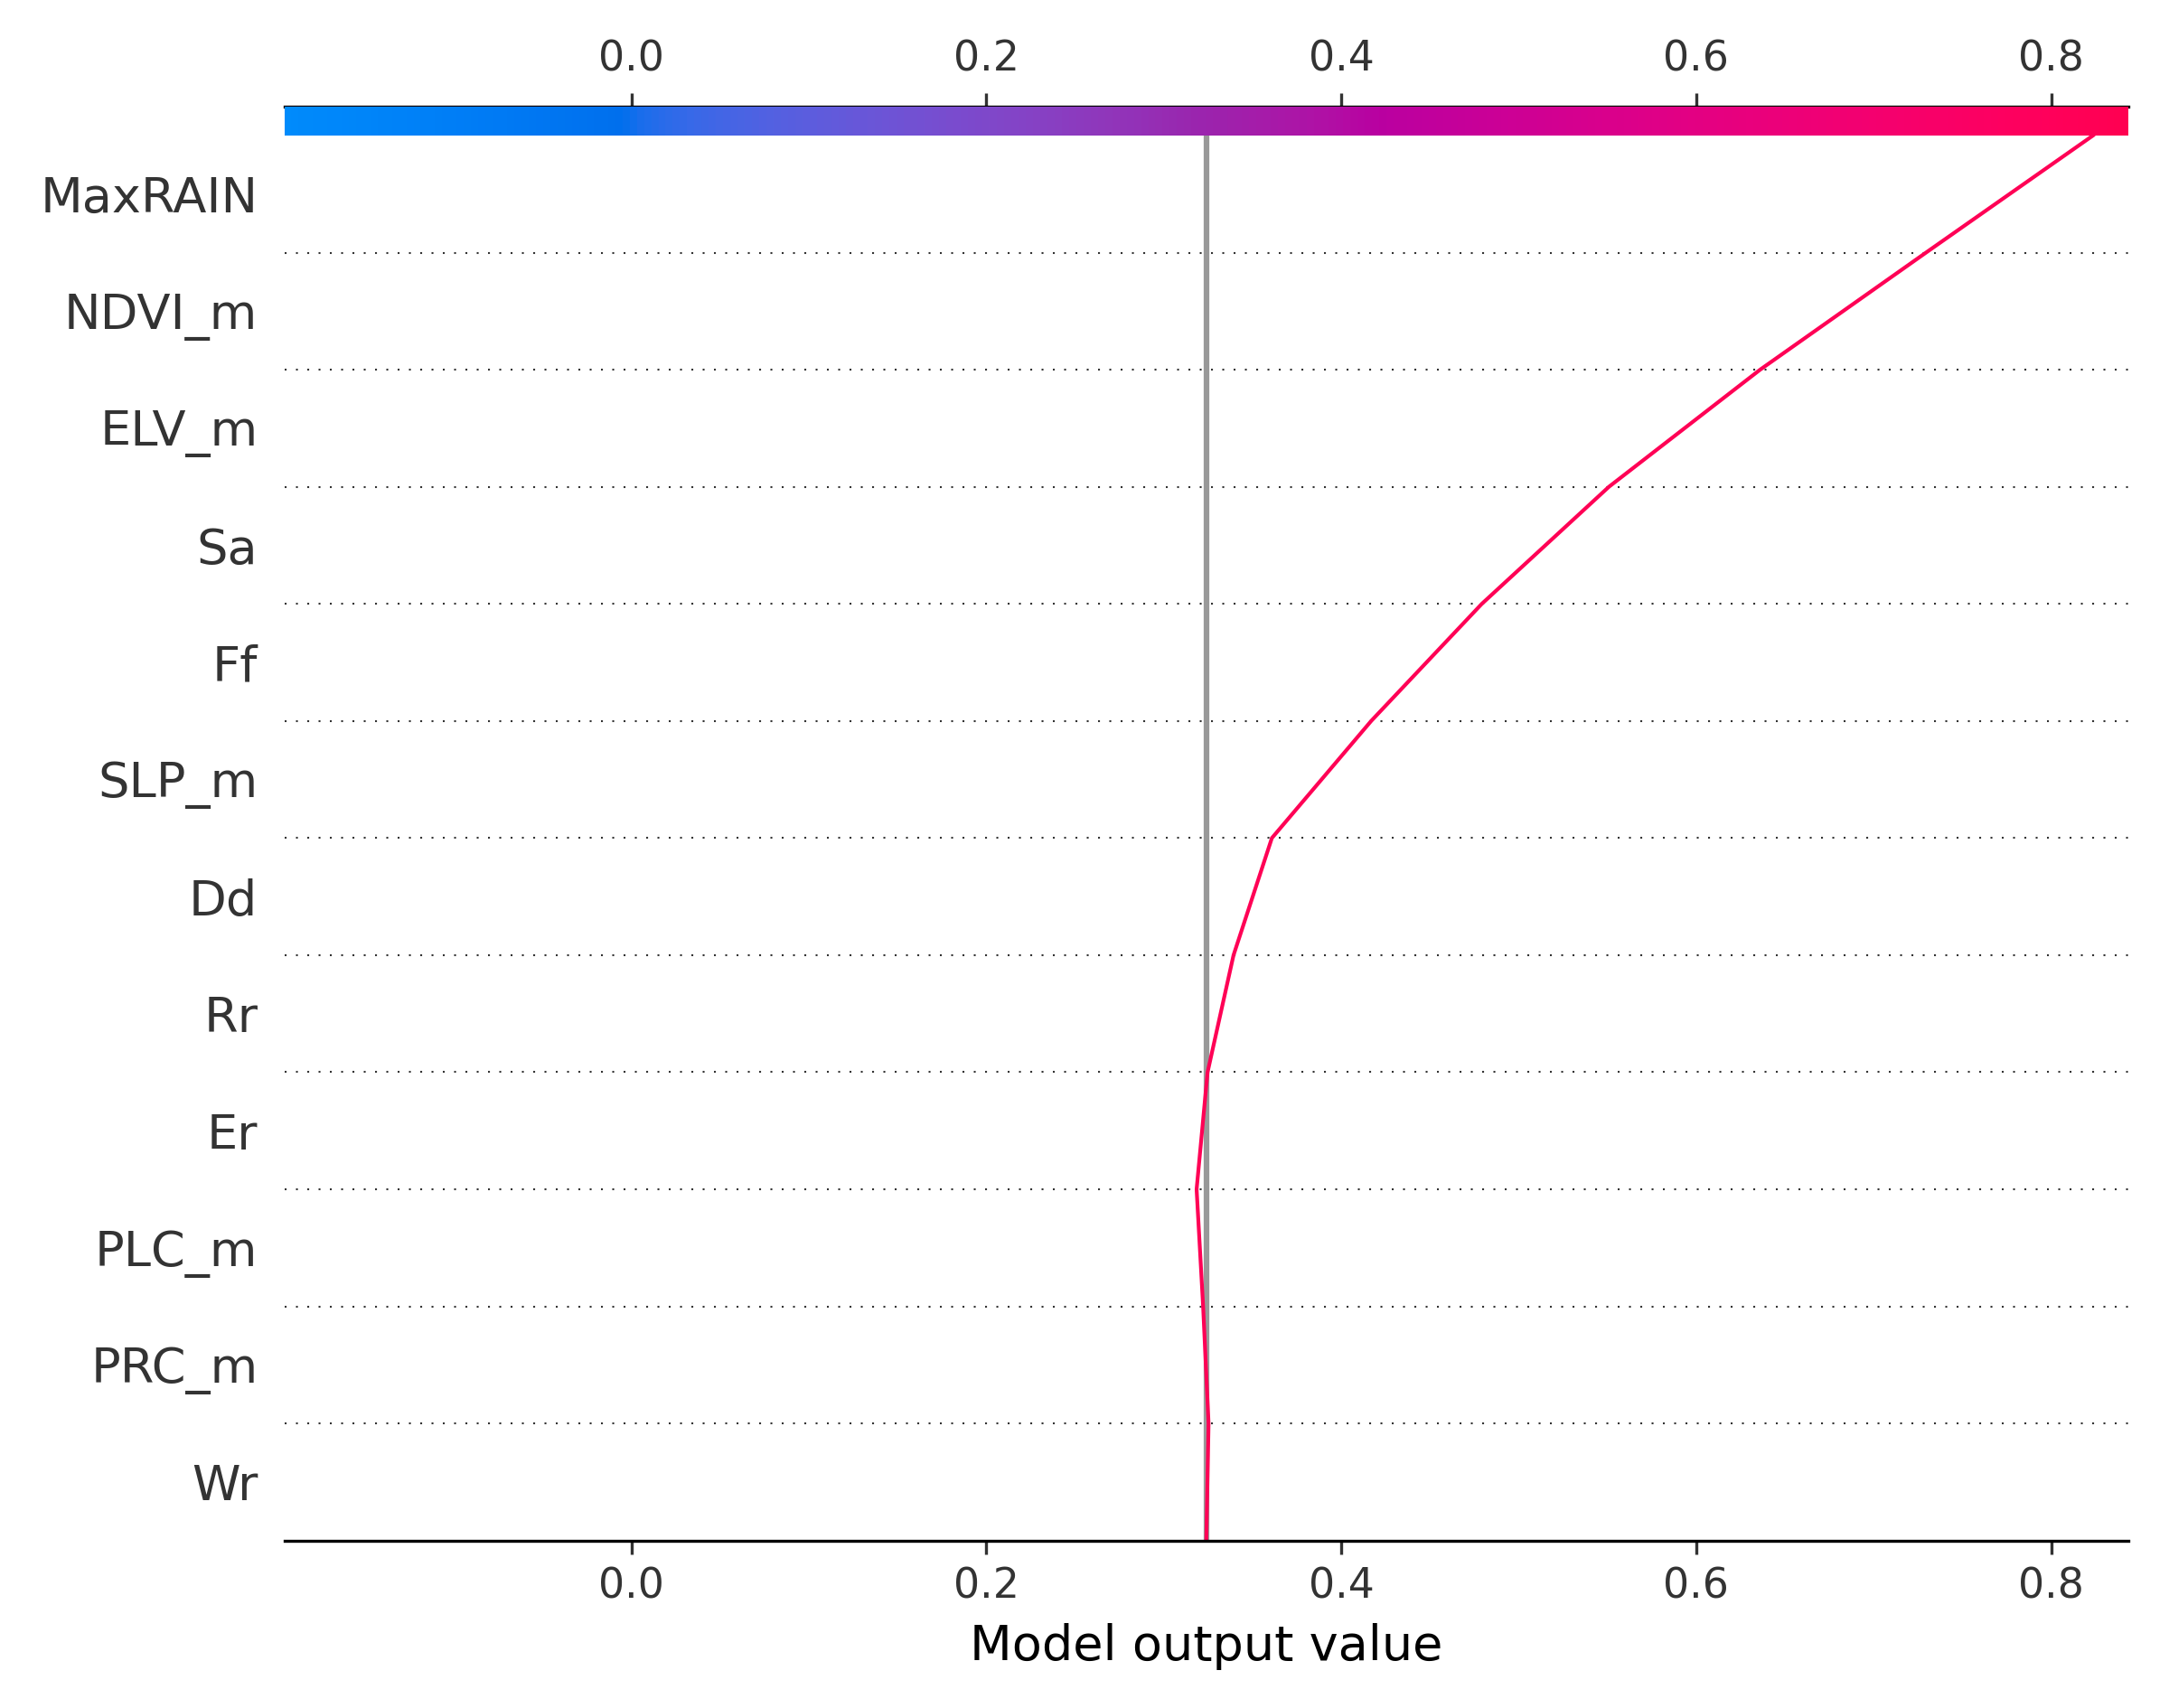 0.0 0.2 0.4 0.6 0.8
MaxRAIN
NDVI_m
ELV_m
Sa
Ff
SLP_m
Dd
Rr
Er
PLC_m
PRC_m
Wr
0.0 0.2 0.4 0.6 0.8
Model output value